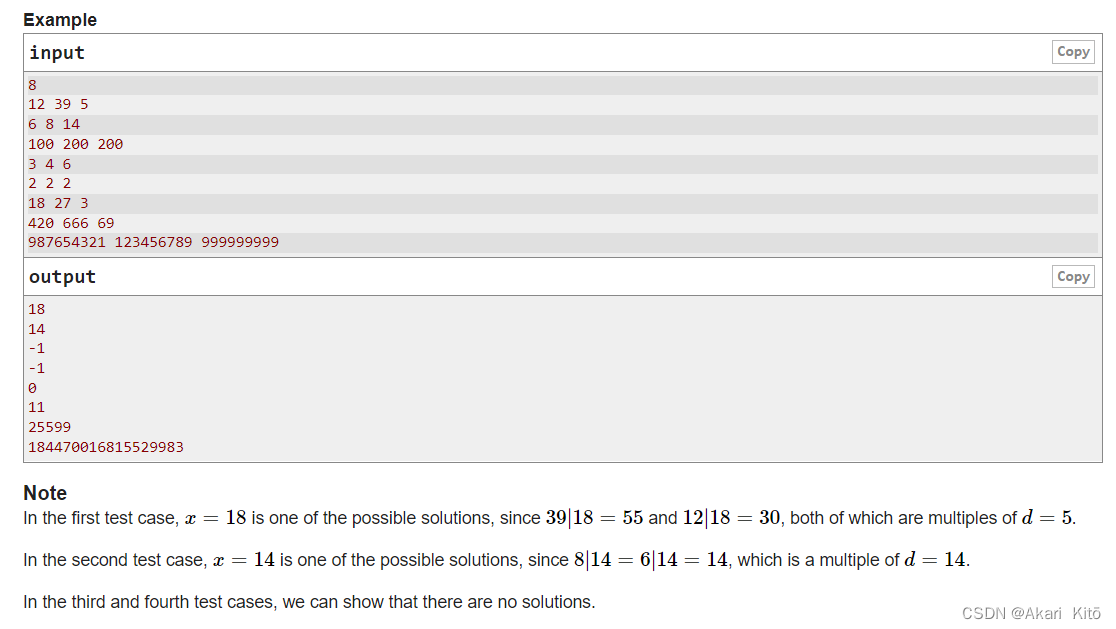 Example
input
Copy
8
12 39 5
6 8 14
100 200 200
3 4 6
2 2 2
18 27 3
420 666 69
987654321 123456789 999999999
output
Copy
18
14
-1
-1
0
11
25599
184470016815529983
Note
In the first test case, x = 18 is one of the possible solutions, since 39|18 = 55 and 12|18 = 30, both of which are multiples of d = 5.
In the second test case, x = 14 is one of the possible solutions, since 8|14 = 6|14 = 14, which is a multiple of d = 14.
In the third and fourth test cases, we can show that there are no solutions.
CSDN @Akari_Kitō